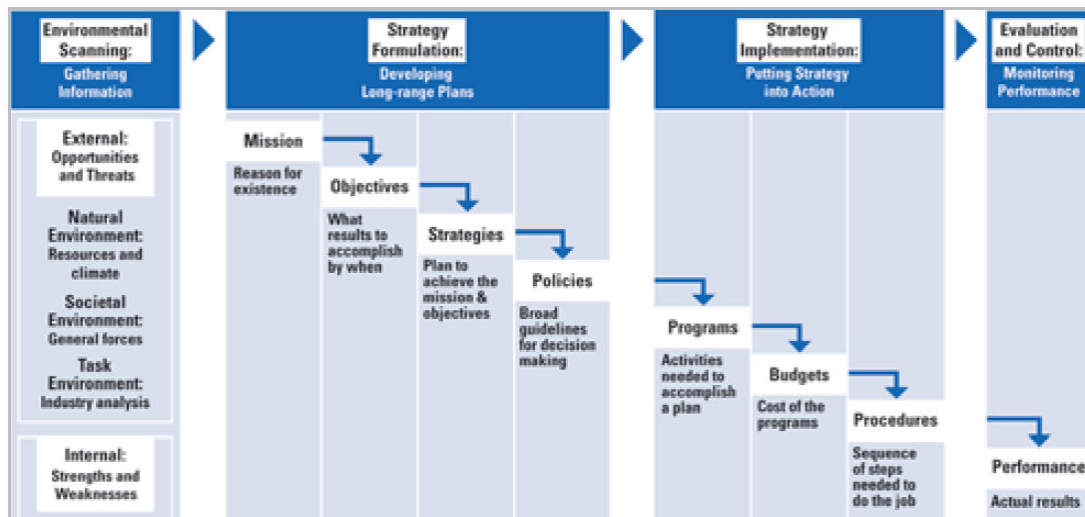 Environmental
Scanning:
Gathering
Information
Strategy
Formulation:
Developing
Long-range Plans
Strategy
Implementation:
Putting Strategy
into Action
Evaluation
and Control:
Monitoring
Performance
External:
Opportunities
and Threats
Natural
Environment:
Resources and
climate
Societal
Environment:
General forces
Task
Environment:
Industry analysis
Internal:
Strengths and
Weaknesses
Mission
Reason for
existence
Objectives
What
results to
accomplish
by when
Strategies
Plan to
achieve the
mission &
objectives
Policies
Broad
guidelines
for decision
making
Programs
Activities
needed to
accomplish
a plan
Budgets
Cost of the
programs
Procedures
Sequence
of steps
needed to
do the job
Performance
Actual results